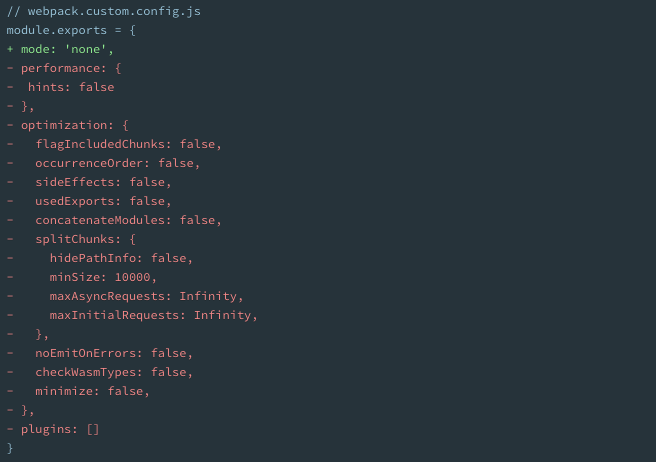 // webpack.custom.config.js
module.exports = {
+ mode: 'none',
- performance: {
-  hints: false
- },
- optimization: {
-   flagIncludedChunks: false,
-   occurrenceOrder: false,
-   sideEffects: false,
-   usedExports: false,
-   concatenateModules: false,
-   splitChunks: {
-     hidePathInfo: false,
-     minSize: 10000,
-     maxAsyncRequests: Infinity,
-     maxInitialRequests: Infinity,
-   },
-   noEmitOnErrors: false,
-   checkWasmTypes: false,
-   minimize: false,
- },
- plugins: []
}